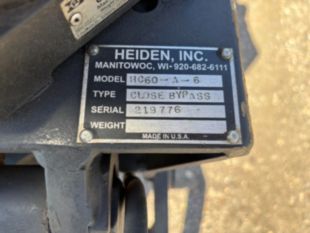 HEIDEN, INC.
MANITOWOC, WI-920-682-6111
MODEL HC60-A-6
TYPE CLOSE BYPASS
SERIAL 219776
WEIGHT
MADE IN U.S.A.